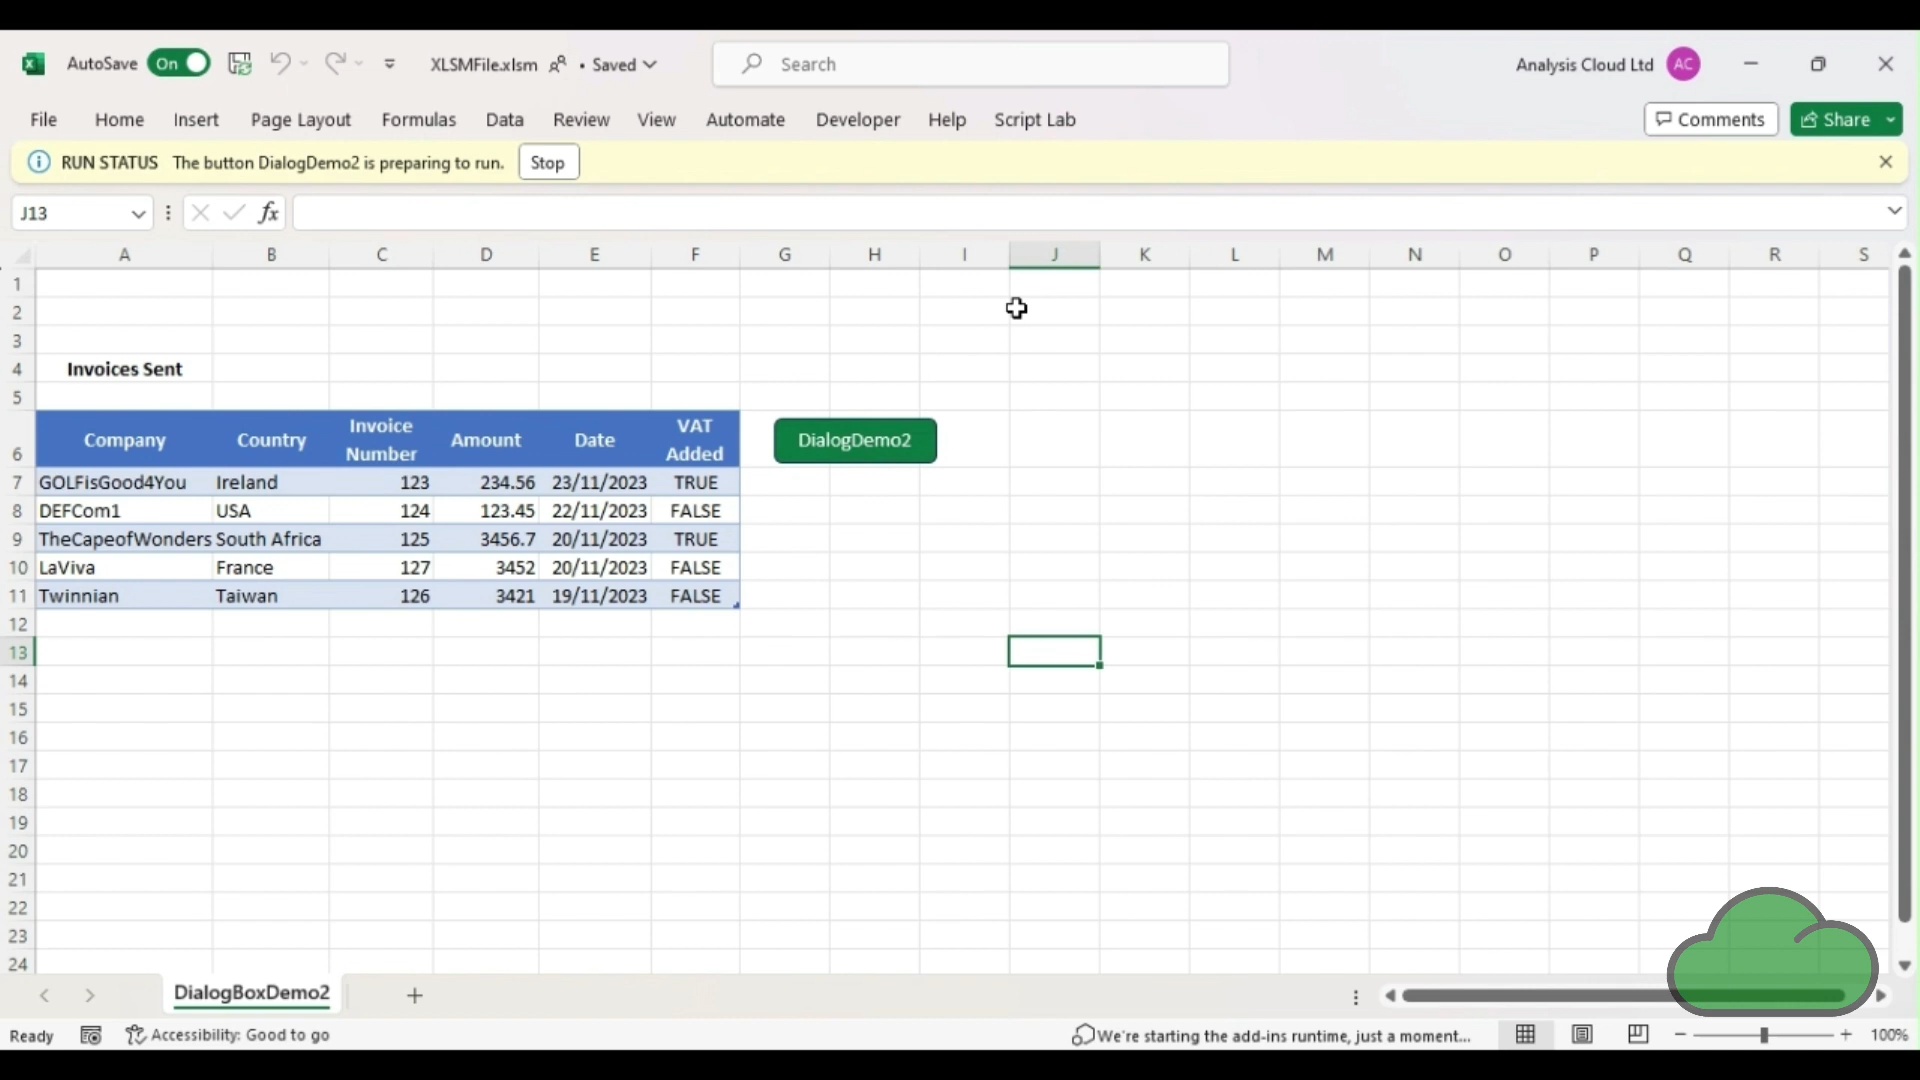 AutoSave On XLSMFile.xlsm • Saved Search Analysis Cloud Ltd AC
File Home Insert Page Layout Formulas Data Review View Automate Developer Help Script Lab Comments Share
RUN STATUS The button DialogDemo2 is preparing to run. Stop
J13 fx
A B C D E F G H I J K L M N O P Q R S
1
2
3
4 Invoices Sent
5
6 Company Country Invoice Number Amount Date VAT Added DialogDemo2
7 GOLFisGood4You Ireland 123 234.56 23/11/2023 TRUE
8 DEFCom1 USA 124 123.45 22/11/2023 FALSE
9 TheCapeofWonders South Africa 125 3456.7 20/11/2023 TRUE
10 LaViva France 127 3452 20/11/2023 FALSE
11 Twinnian Taiwan 126 3421 19/11/2023 FALSE
12
13
14
15
16
17
18
19
20
21
22
23
24
DialogBoxDemo2
Ready Accessibility: Good to go We're starting the add-ins runtime, just a moment... 100%